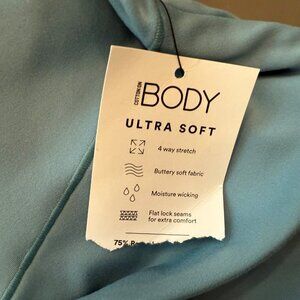 COTTON:ON
BODY
ULTRA SOFT
4 way stretch
Buttery soft fabric
Moisture wicking
Flat lock seams
for extra comfort
75%